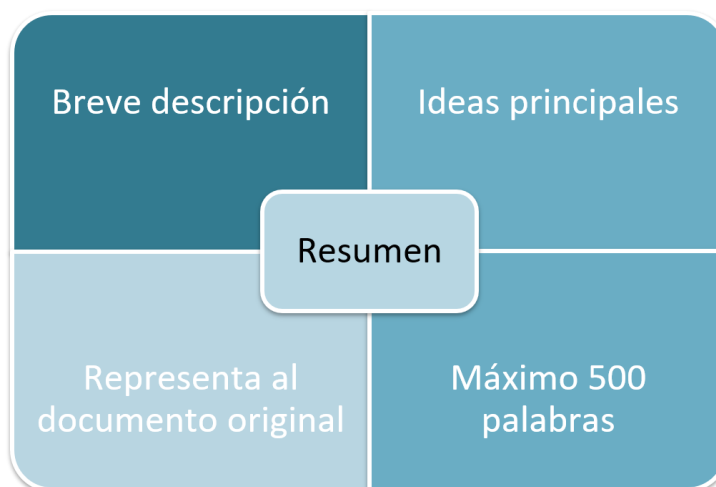 Breve descripción
Ideas principales
Resumen
Representa al
documento original
Máximo 500
palabras